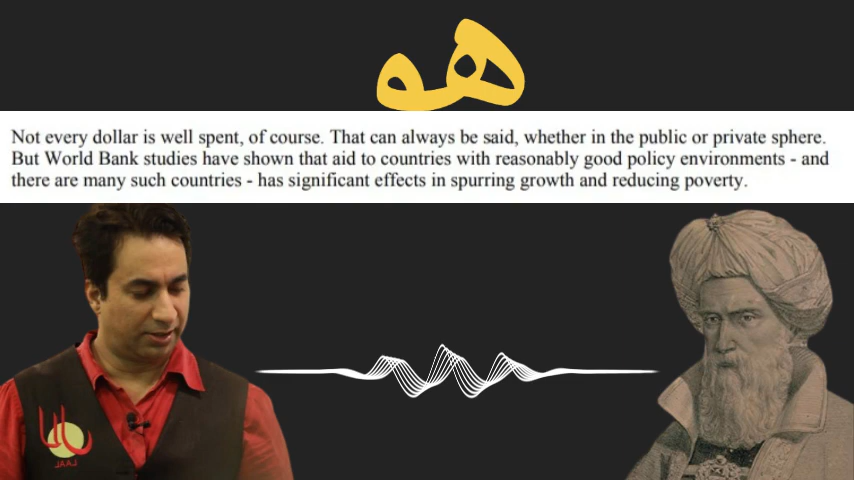 هو
Not every dollar is well spent, of course. That can always be said, whether in the public or private sphere.
But World Bank studies have shown that aid to countries with reasonably good policy environments - and
there are many such countries - has significant effects in spurring growth and reducing poverty.
JAAJ